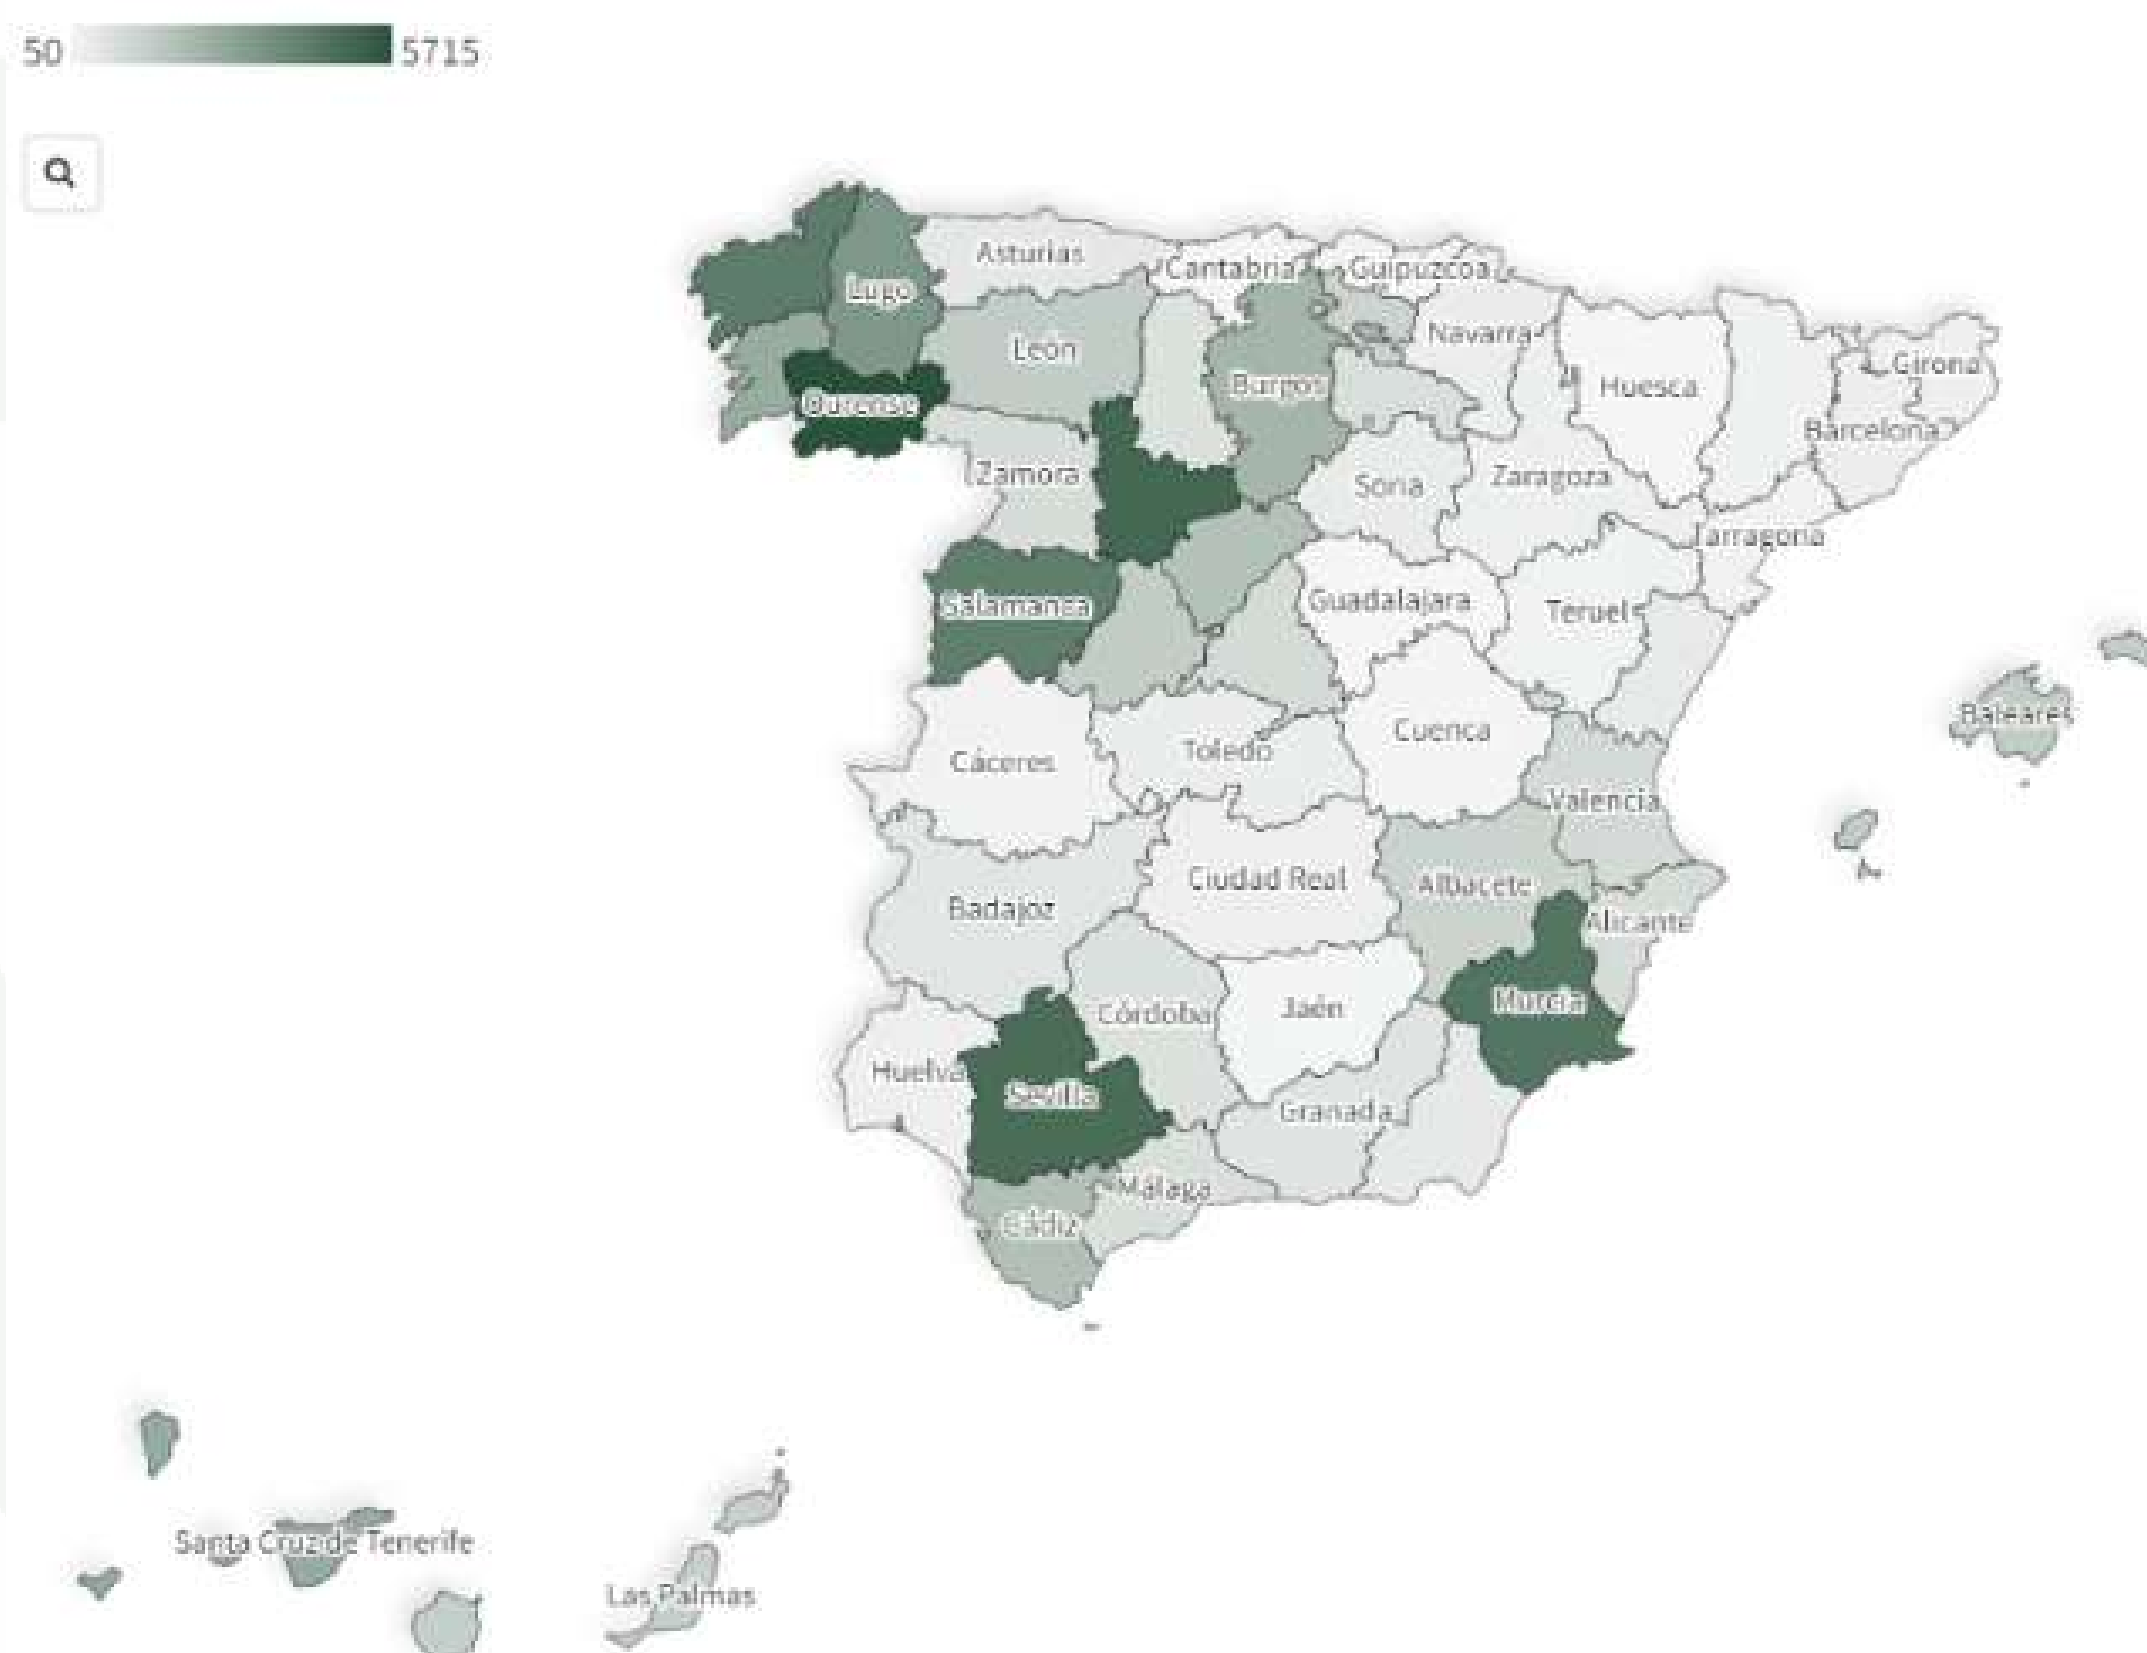 50 5715
Asturias
Cantabria
Guipuzcoa
Lugo
Navarra
León
Girona
Burgos
Huesca
Ourense
Barcelona
Zamora
Zaragoza
Soria
Tarragona
Salamanca
Guadalajara
Teruel
Baleares
Cuenca
Toledo
Cáceres
Valencia
Ciudad Real
Albacete
Badajoz
Alicante
Murcia
Jaén
Córdoba
Huelva
Sevilla
Granada
Málaga
Cádiz
Santa Cruz de Tenerife
Las Palmas